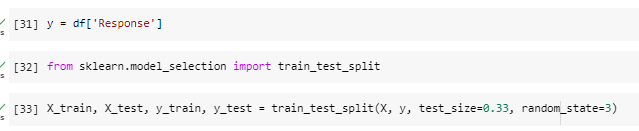 [31] y = df['Response']
s
[32] from sklearn.model_selection import train_test_split
s
[33] X_train, X_test, y_train, y_test = train_test_split(X, y, test_size=0.33, random_state=3)
s